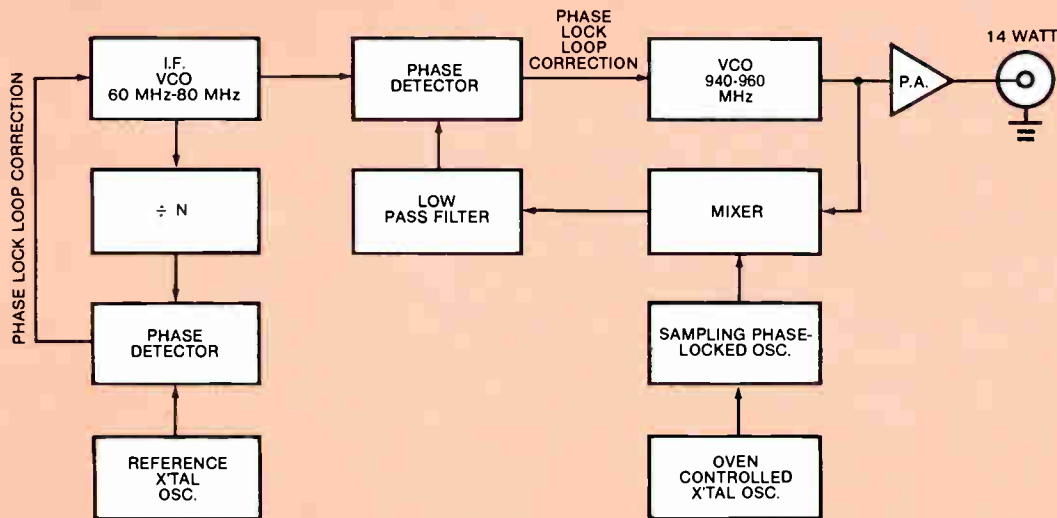 PHASE
LOCK
LOOP
CORRECTION
14 WATT
I.F.
VCO
60 MHz-80 MHz
PHASE
DETECTOR
VCO
940-960
MHz
P.A.
PHASE LOCK LOOP CORRECTION
÷ N
LOW
PASS FILTER
MIXER
PHASE
DETECTOR
SAMPLING PHASE-
LOCKED OSC.
REFERENCE
X'TAL
OSC.
OVEN
CONTROLLED
X'TAL OSC.